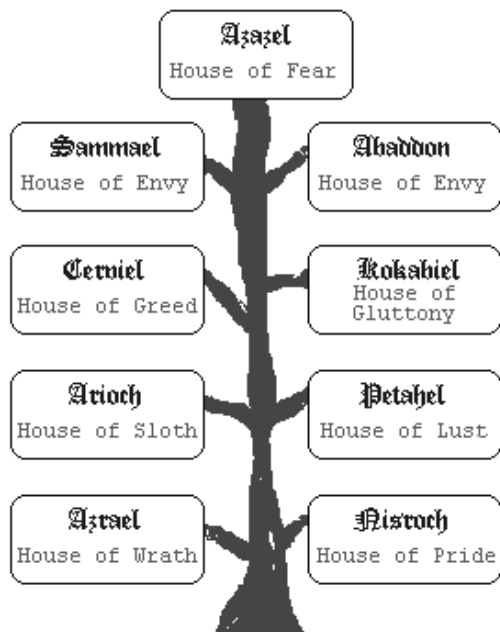 Azazel
House of Fear
Sammael
House of Envy
Abaddon
House of Envy
Cerviel
House of Greed
Kokabiel
House of
Gluttony
Arioch
House of Sloth
Petahel
House of Lust
Azrael
House of Wrath
Nisroch
House of Pride